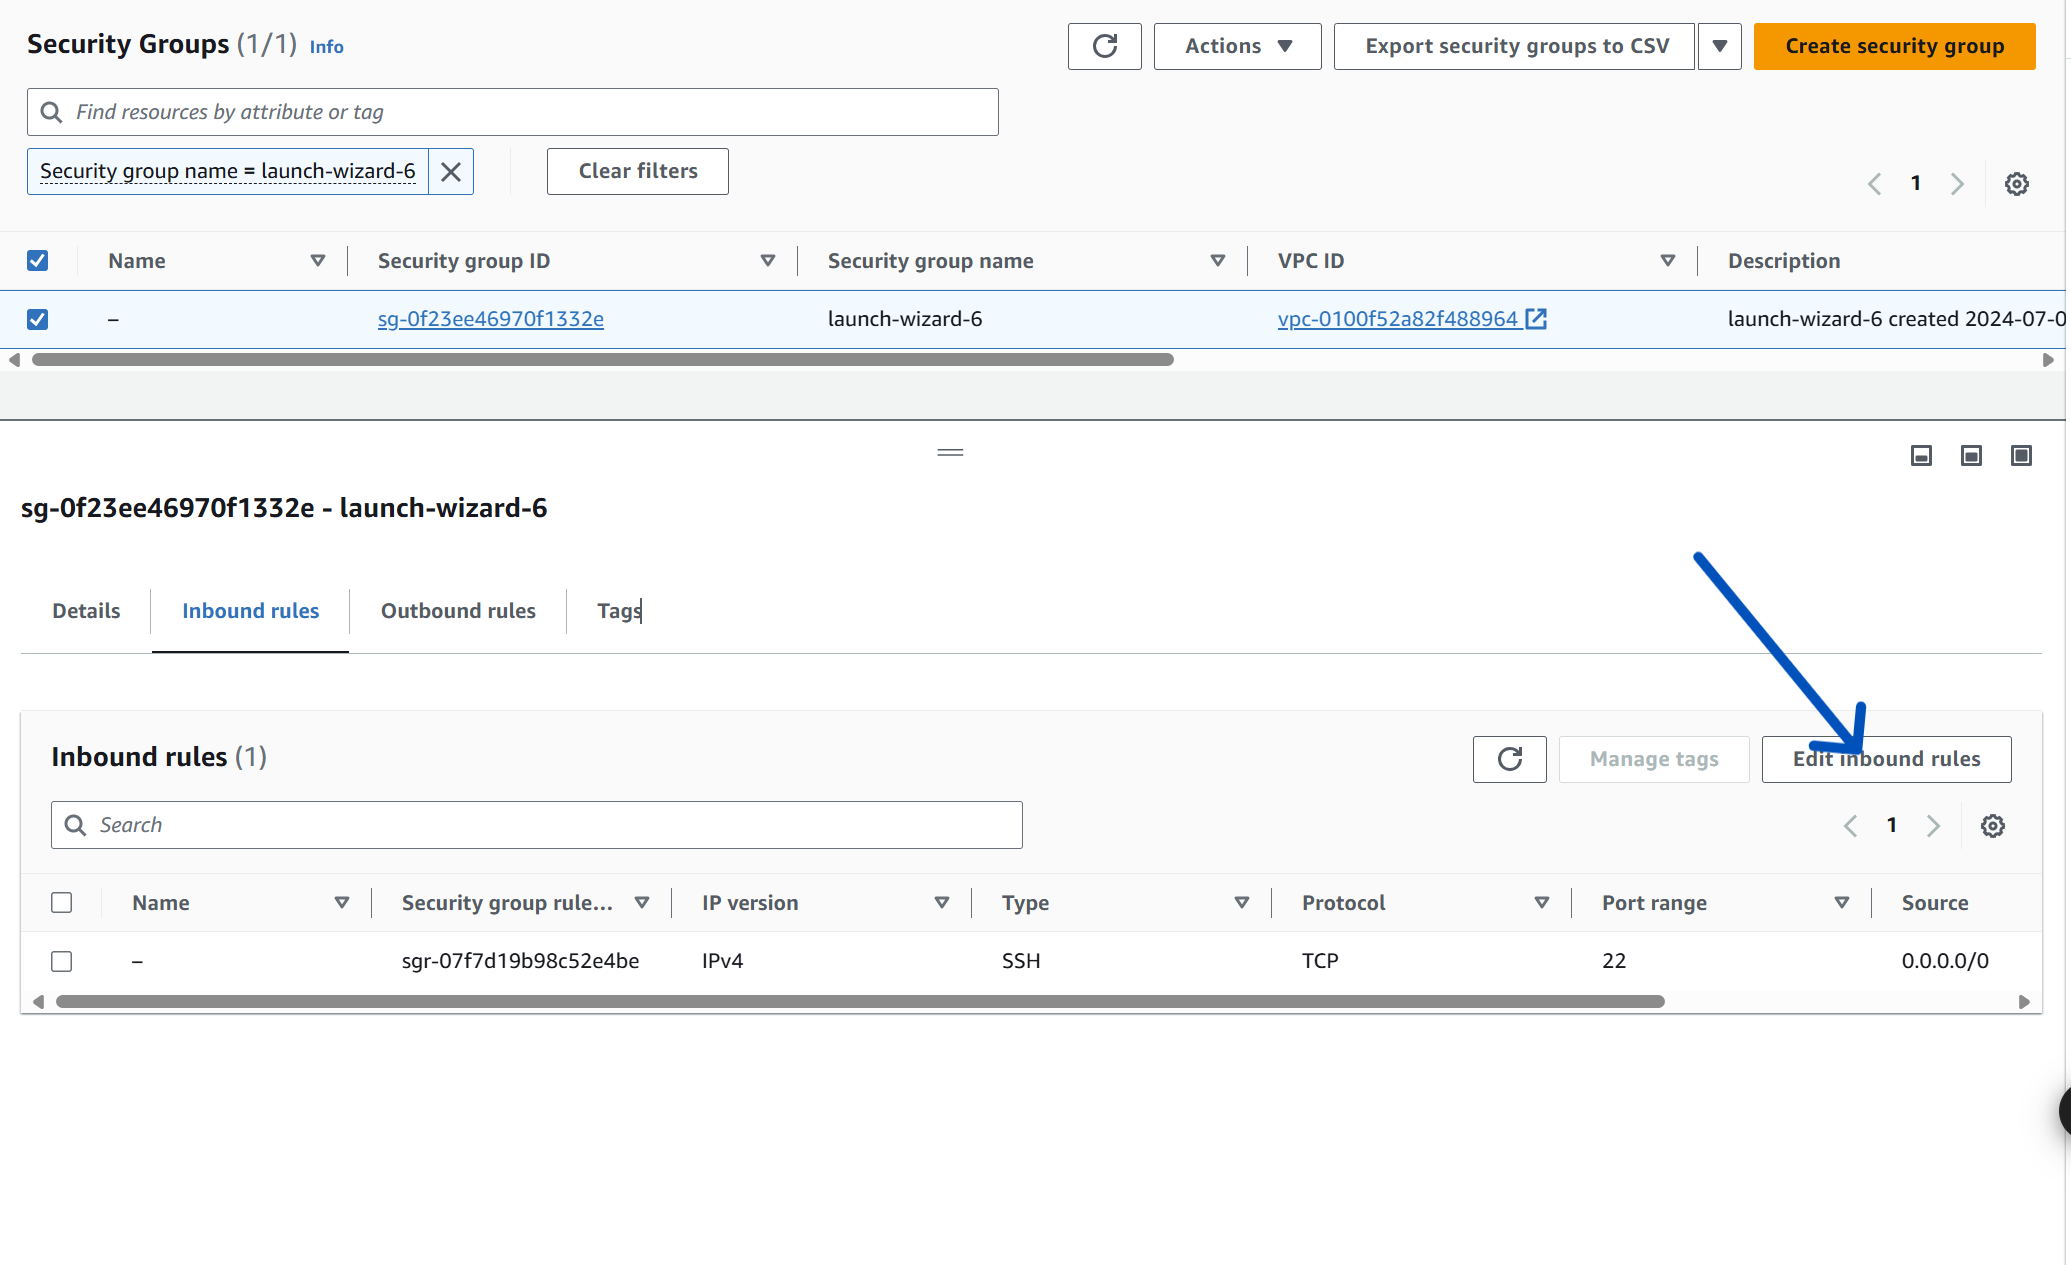 Security Groups (1/1) Info
Actions
Export security groups to CSV
Create security group
Find resources by attribute or tag
Security group name = launch-wizard-6
Clear filters
1
Name
Security group ID
Security group name
VPC ID
Description
–
sg-0f23ee46970f1332e
launch-wizard-6
vpc-0100f52a82f488964
launch-wizard-6 created 2024-07-0
sg-0f23ee46970f1332e - launch-wizard-6
Details
Inbound rules
Outbound rules
Tags
Inbound rules (1)
Manage tags
Edit inbound rules
Search
1
Name
Security group rule...
IP version
Type
Protocol
Port range
Source
–
sgr-07f7d19b98c52e4be
IPv4
SSH
TCP
22
0.0.0.0/0